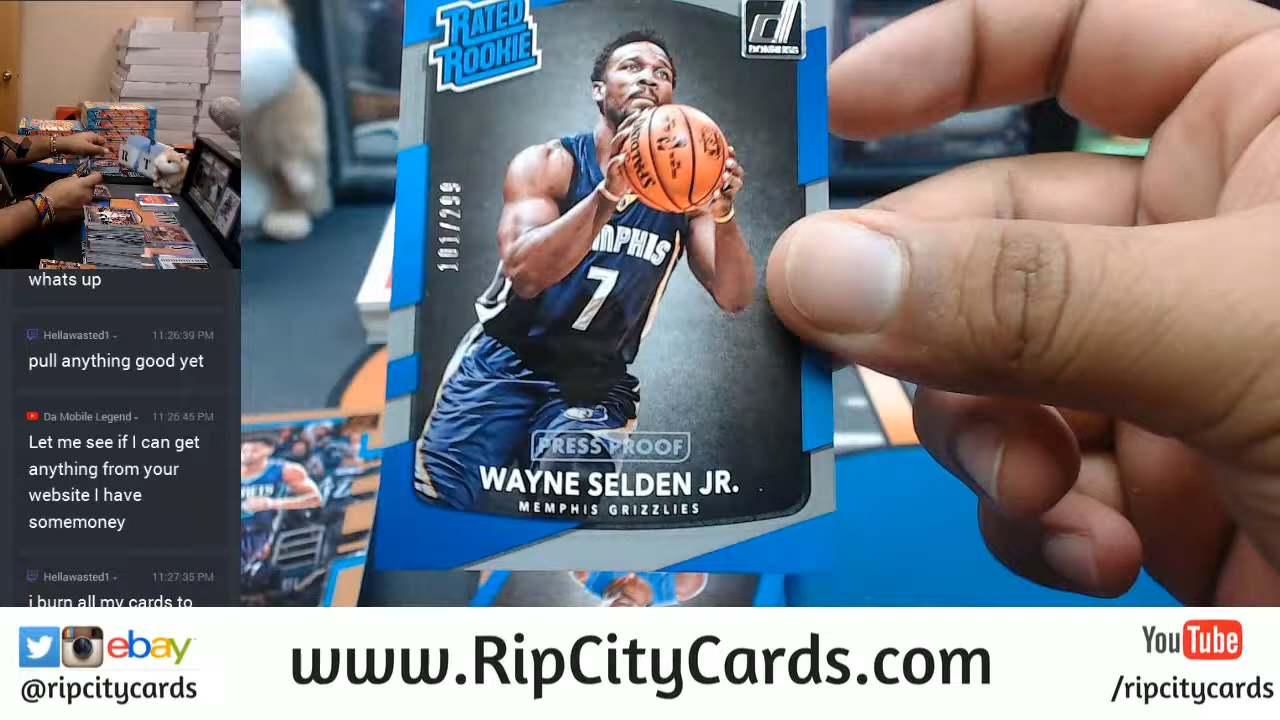 whats up
Hellawasted1
11:26:39 PM
pull anything good yet
Da Mobile Legend
11:26:45 PM
Let me see if I can get
anything from your
website I have
somemoney
Hellawasted1
11:27:35 PM
i burn all my cards to
RATED
ROOKIE
DONRUSS
101/299
SPALDING
MEMPHIS
7
PRESS PROOF
WAYNE SELDEN JR.
MEMPHIS GRIZZLIES
R
T
ebay
@ripcitycards
www.RipCityCards.com
YouTube
/ripcitycards